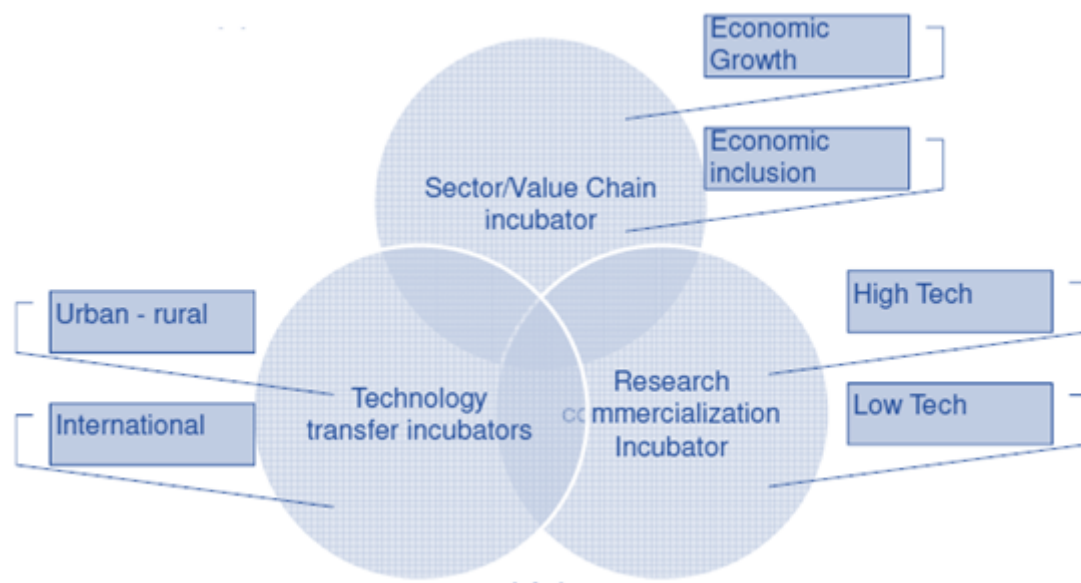 Economic
Growth
Economic
inclusion
Sector/Value Chain
incubator
Urban - rural
International
Technology
transfer incubators
Research
commercialization
Incubator
High Tech
Low Tech